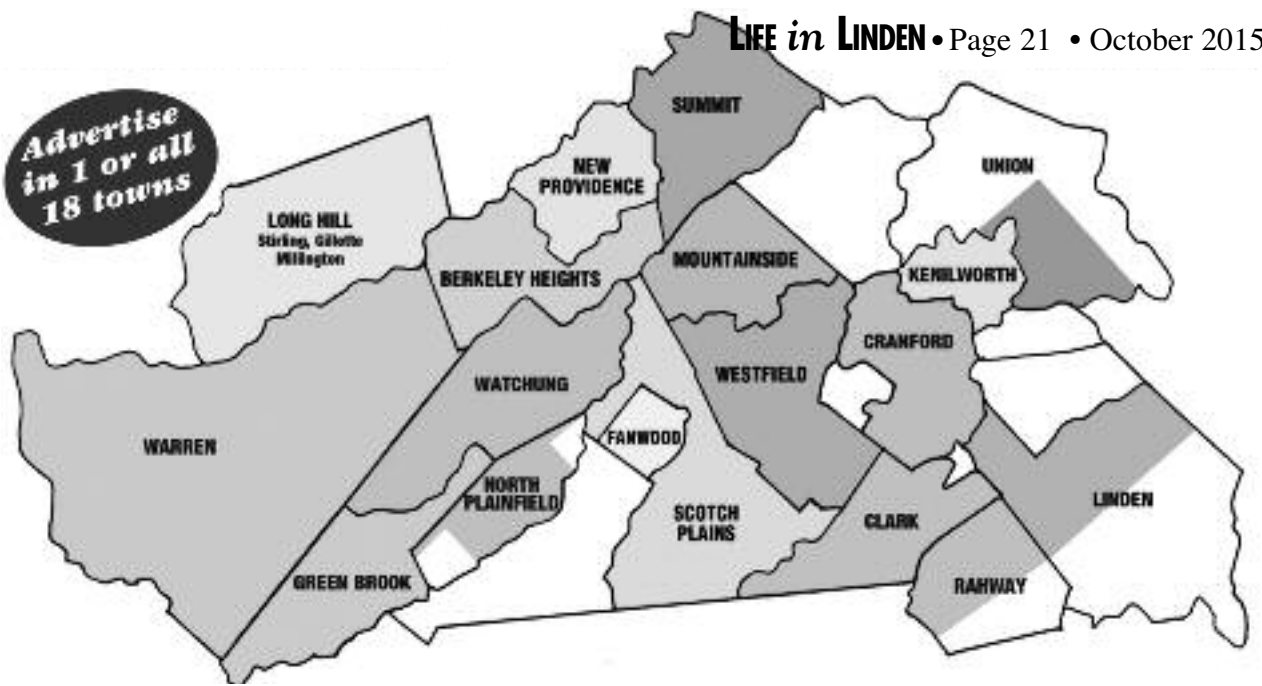 LIFE in LINDEN • Page 21 • October 2015
Advertise
in 1 or all
18 towns
SUMMIT
NEW
PROVIDENCE
UNION
LONG HILL
Stirling, Gillette
Millington
BERKELEY HEIGHTS
MOUNTAINSIDE
KENILWORTH
CRANFORD
WATCHUNG
WESTFIELD
WARREN
FANWOOD
NORTH
PLAINFIELD
SCOTCH
PLAINS
LINDEN
CLARK
GREEN BROOK
RAHWAY